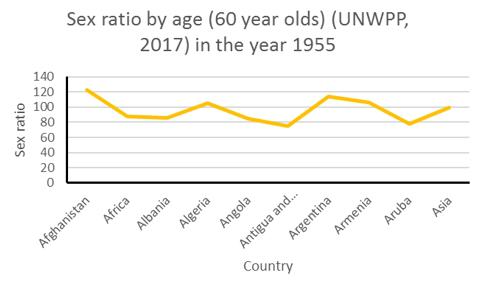 Sex ratio by age (60 year olds) (UNWPP,
2017) in the year 1955
140
120
100
80
60
40
20
0
Sex ratio
Afghanistan
Africa
Albania
Algeria
Angola
Antigua and...
Argentina
Armenia
Aruba
Asia
Country